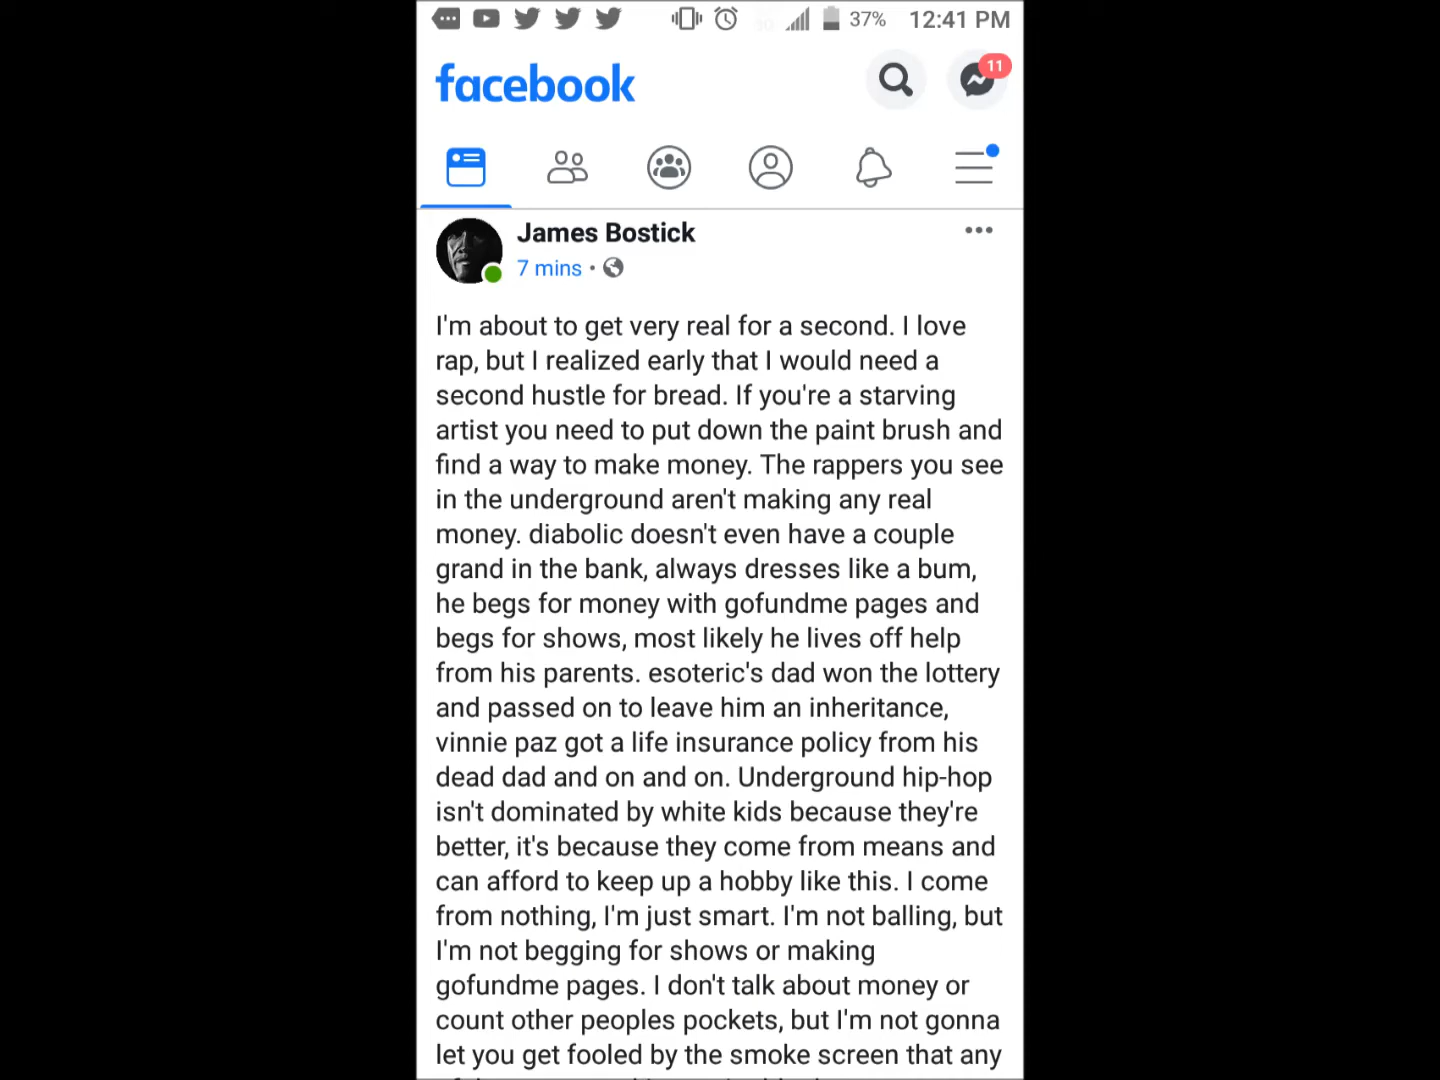 37% 12:41 PM
facebook
11
James Bostick
7 mins •
I'm about to get very real for a second. I love
rap, but I realized early that I would need a
second hustle for bread. If you're a starving
artist you need to put down the paint brush and
find a way to make money. The rappers you see
in the underground aren't making any real
money. diabolic doesn't even have a couple
grand in the bank, always dresses like a bum,
he begs for money with gofundme pages and
begs for shows, most likely he lives off help
from his parents. esoteric's dad won the lottery
and passed on to leave him an inheritance,
vinnie paz got a life insurance policy from his
dead dad and on and on. Underground hip-hop
isn't dominated by white kids because they're
better, it's because they come from means and
can afford to keep up a hobby like this. I come
from nothing, I'm just smart. I'm not balling, but
I'm not begging for shows or making
gofundme pages. I don't talk about money or
count other peoples pockets, but I'm not gonna
let you get fooled by the smoke screen that any